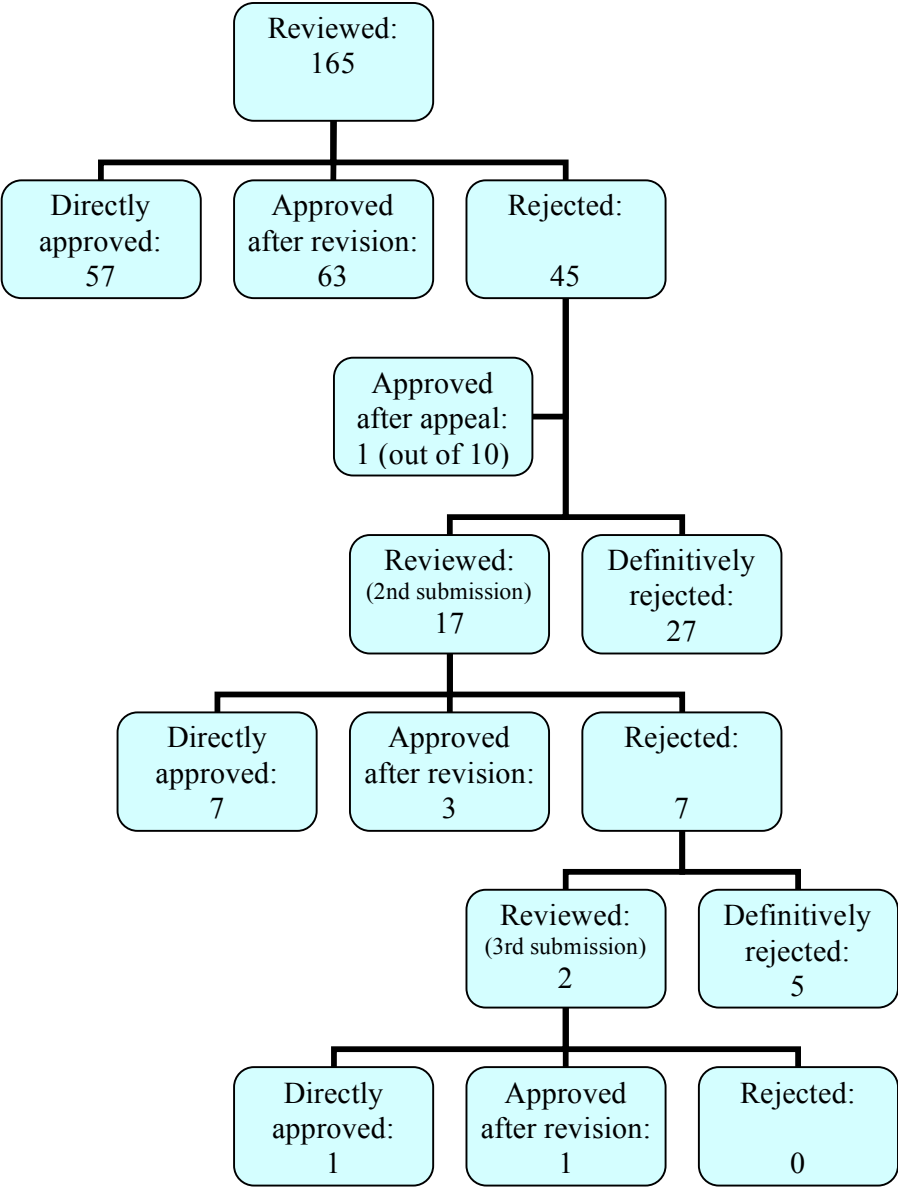 Reviewed:
165
Directly
approved:
57
Approved
after revision:
63
Rejected:
45
Approved
after appeal:
1 (out of 10)
Reviewed:
(2nd submission)
17
Definitively
rejected:
27
Directly
approved:
7
Approved
after revision:
3
Rejected:
7
Reviewed:
(3rd submission)
2
Definitively
rejected:
5
Directly
approved:
1
Approved
after revision:
1
Rejected:
0